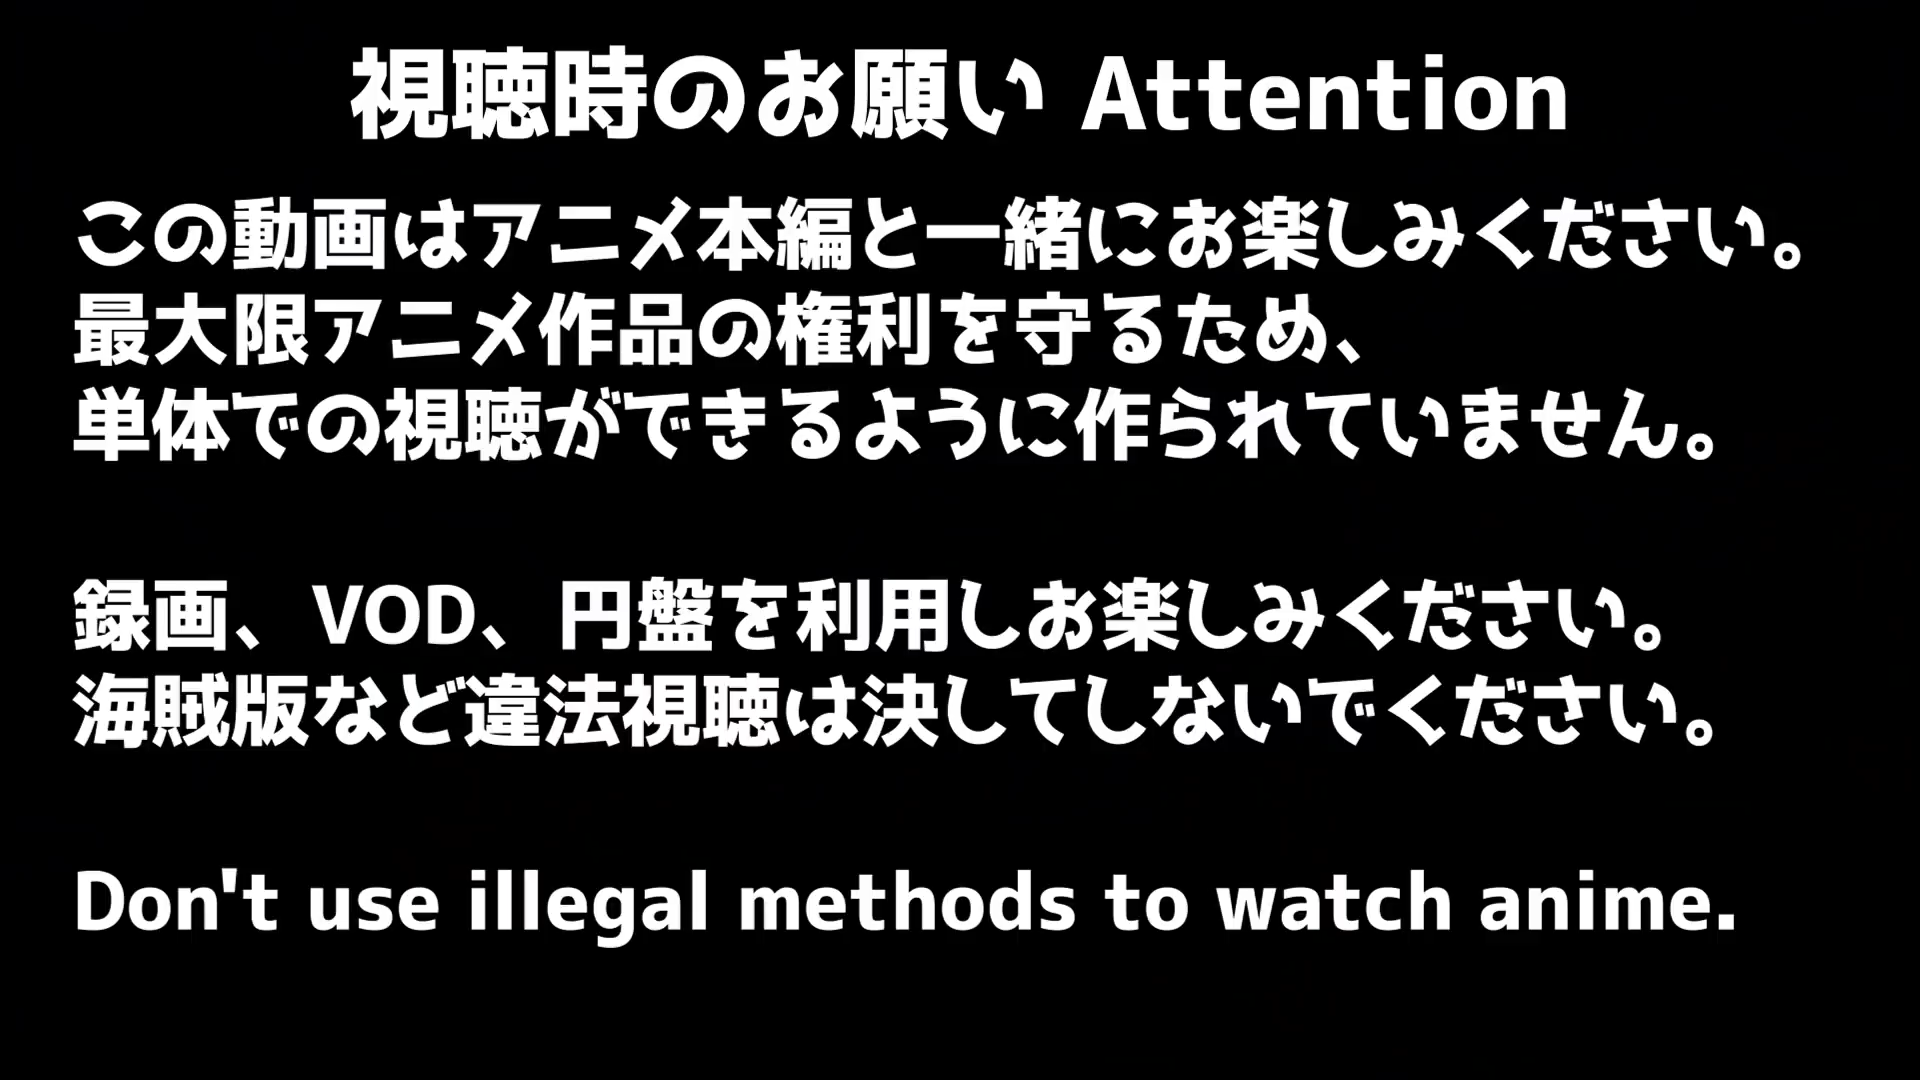 視聴時のお願い Attention
この動画はアニメ本編と一緒にお楽しみください。
最大限アニメ作品の権利を守るため、
単体での視聴ができるように作られていません。
録画、VOD、円盤を利用しお楽しみください。
海賊版など違法視聴は決してしないでください。
Don't use illegal methods to watch anime.